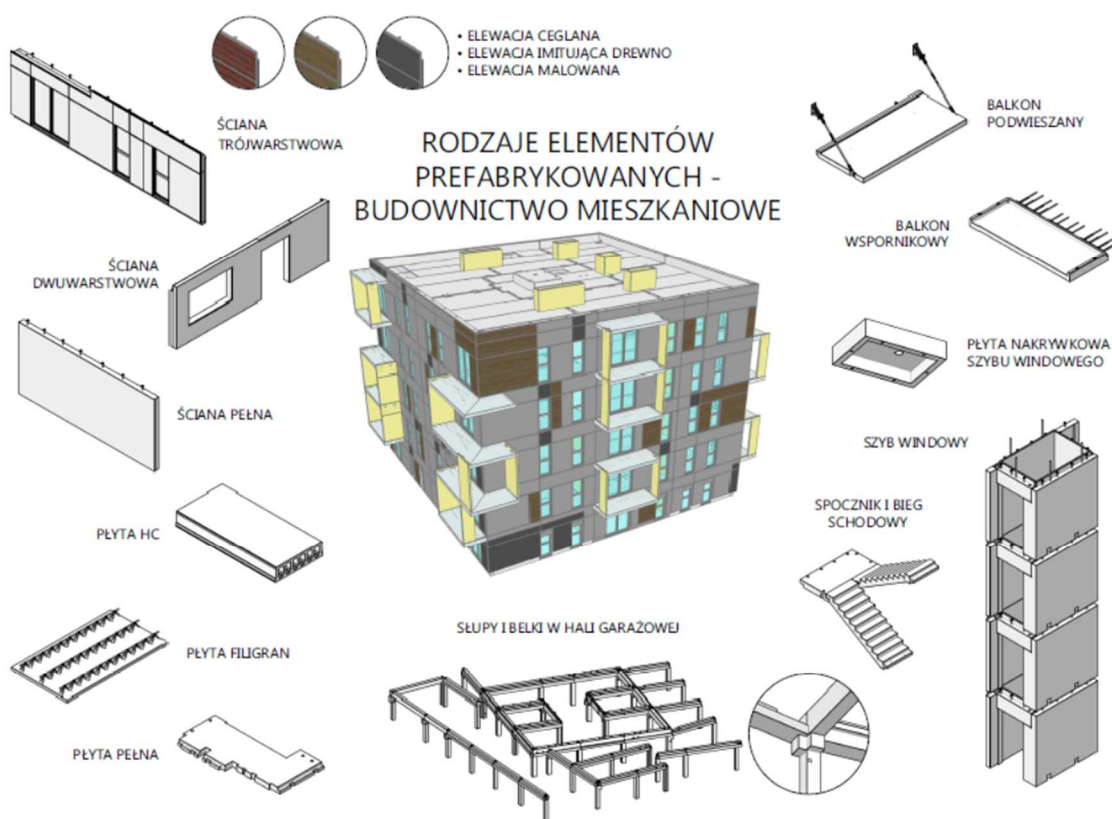 • ELEWACJA CEGLANA
• ELEWACJA IMITUJĄCA DREWNO
• ELEWACJA MALOWANA
ŚCIANA
TRÓJWARSTWOWA
RODZAJE ELEMENTÓW
PREFABRYKOWANYCH -
BUDOWNICTWO MIESZKANIOWE
BALKON
PODWIESZANY
BALKON
WSPORNIKOWY
ŚCIANA
DWUWARSTWOWA
PŁYTA NAKRYWKOWA
SZYBU WINDOWEGO
ŚCIANA PEŁNA
SZYB WINDOWY
SPOCZNIK I BIEG
SCHODOWY
PŁYTA HC
SŁUPY I BELKI W HALI GARAŻOWEJ
PŁYTA FILIGRAN
PŁYTA PEŁNA